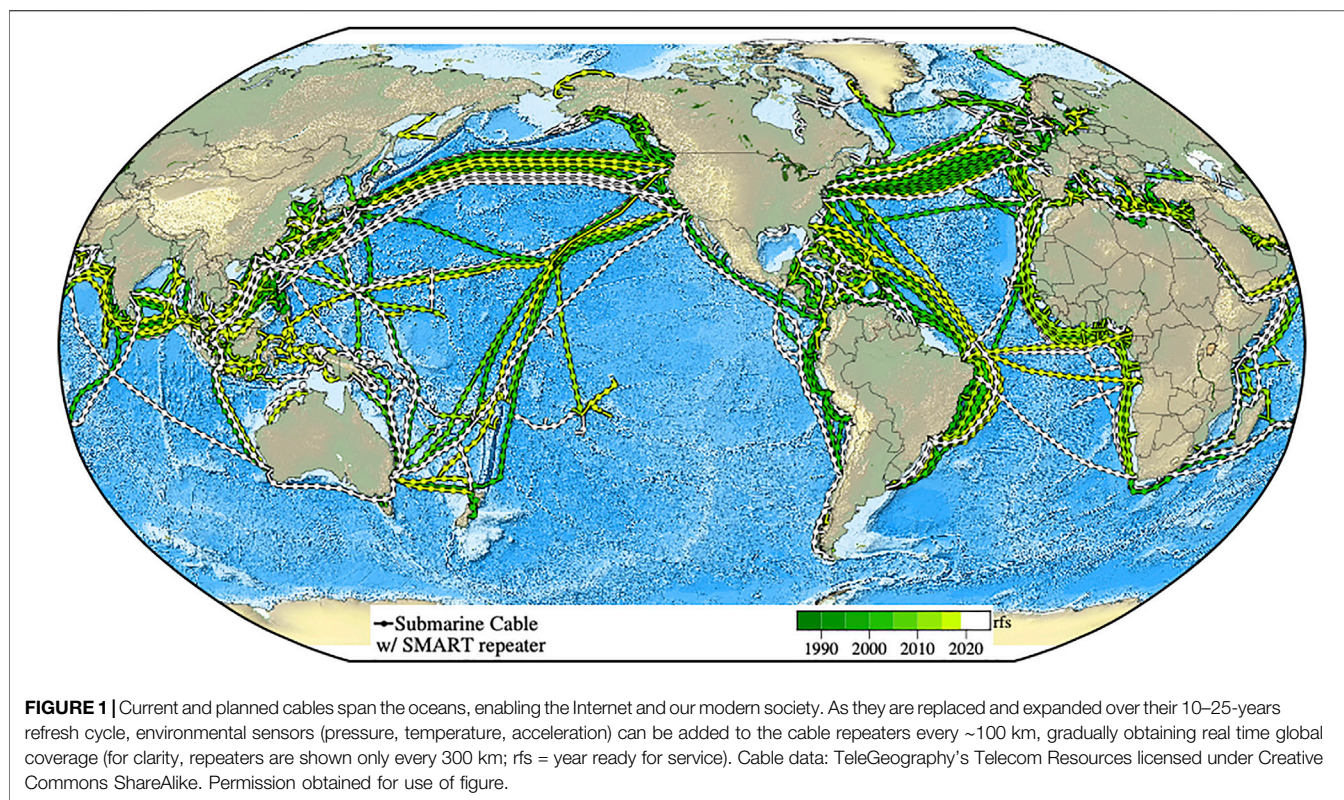 Submarine Cable
w/ SMART repeater
rfs
1990 2000 2010 2020
FIGURE 1 | Current and planned cables span the oceans, enabling the Internet and our modern society. As they are replaced and expanded over their 10–25-years
refresh cycle, environmental sensors (pressure, temperature, acceleration) can be added to the cable repeaters every ~100 km, gradually obtaining real time global
coverage (for clarity, repeaters are shown only every 300 km; rfs = year ready for service). Cable data: TeleGeography's Telecom Resources licensed under Creative
Commons ShareAlike. Permission obtained for use of figure.